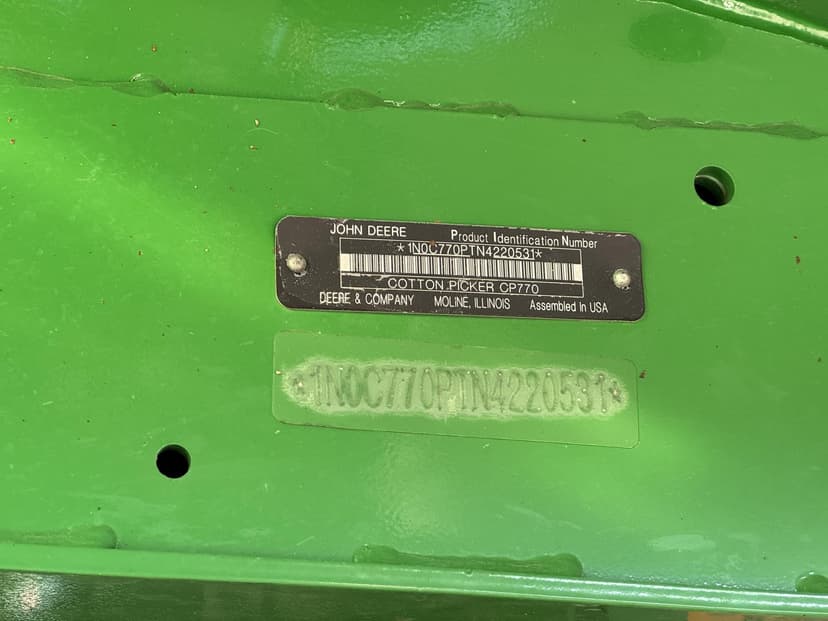 JOHN DEERE Product Identification Number
*1N0C770PTN4220531*
COTTON PICKER CP770
DEERE & COMPANY MOLINE, ILLINOIS Assembled In USA
*1N0C770PTN4220531*